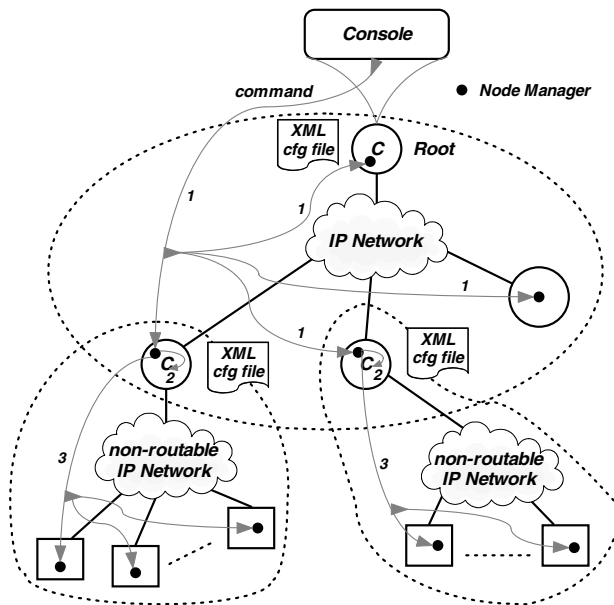 Console
command
Node Manager
XML
cfg file
C
Root
1
1
IP Network
1
1
C
2
XML
cfg file
C
2
XML
cfg file
3
non-routable
IP Network
3
non-routable
IP Network